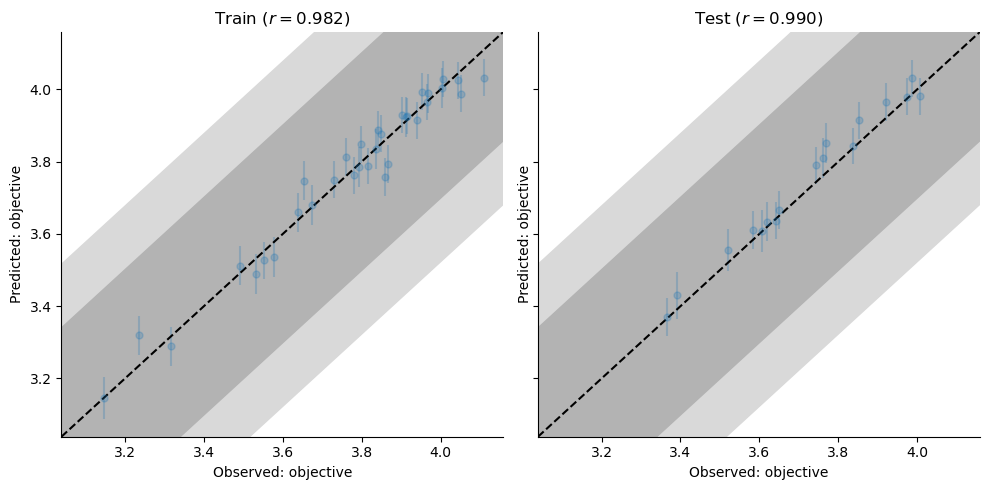 Train (r = 0.982)
Test (r = 0.990)
Predicted: objective
4.0
3.8
3.6
3.4
3.2
3.2
3.4
3.6
3.8
4.0
Observed: objective
Predicted: objective
3.2
3.4
3.6
3.8
4.0
Observed: objective